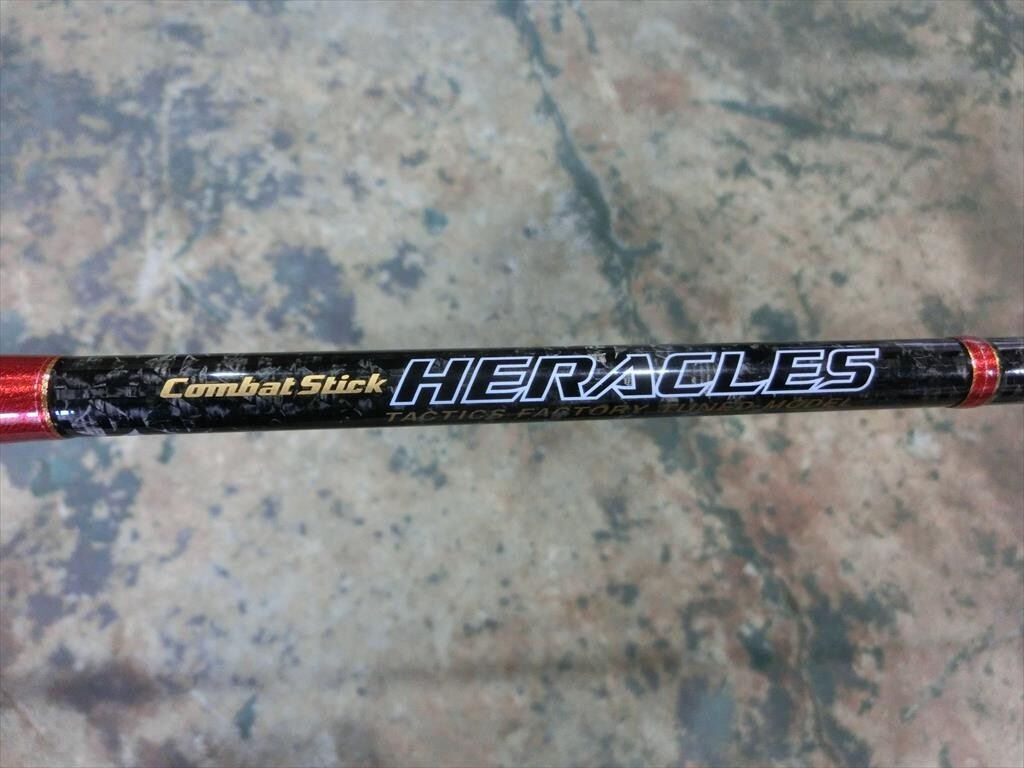 Combat Stick HERACLES
TACTICS FACTORY TUNED MODEL